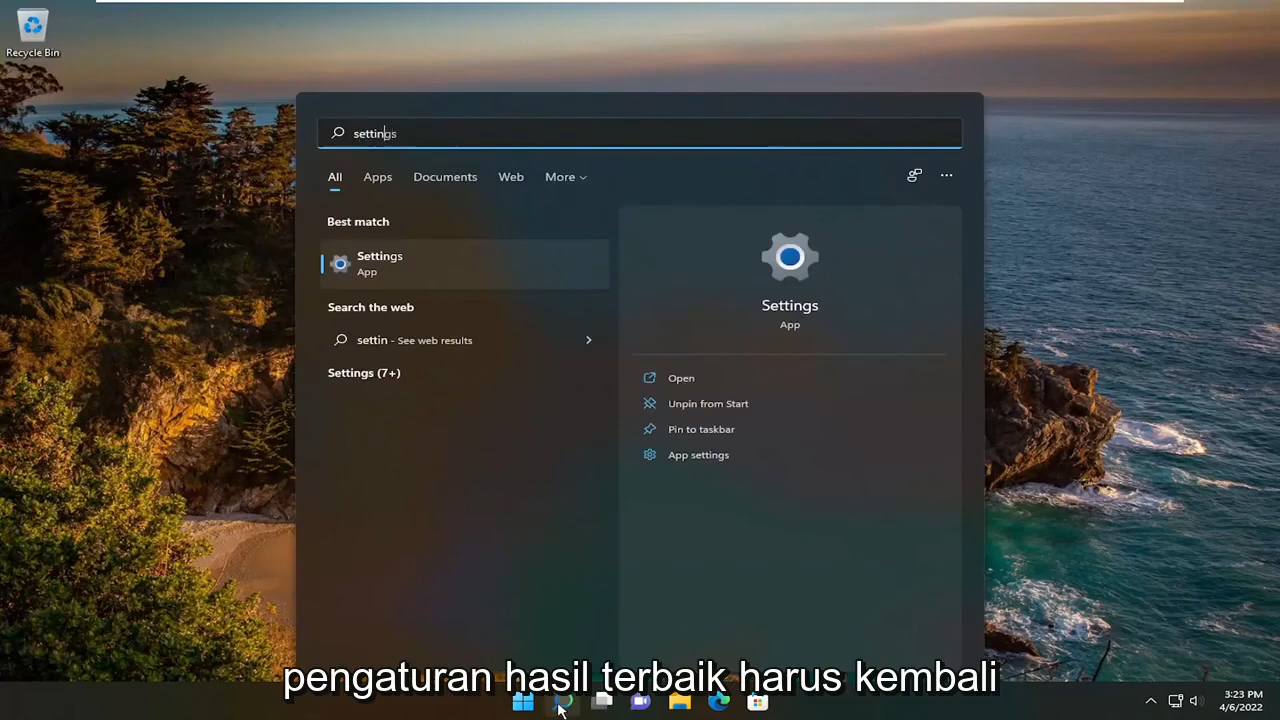 Recycle Bin
settings
All Apps Documents Web More
Best match
Settings
App
Search the web
settin - See web results
Settings (7+)
Settings
App
Open
Unpin from Start
Pin to taskbar
App settings
pengaturan hasil terbaik harus kembali
3:23 PM
4/6/2022